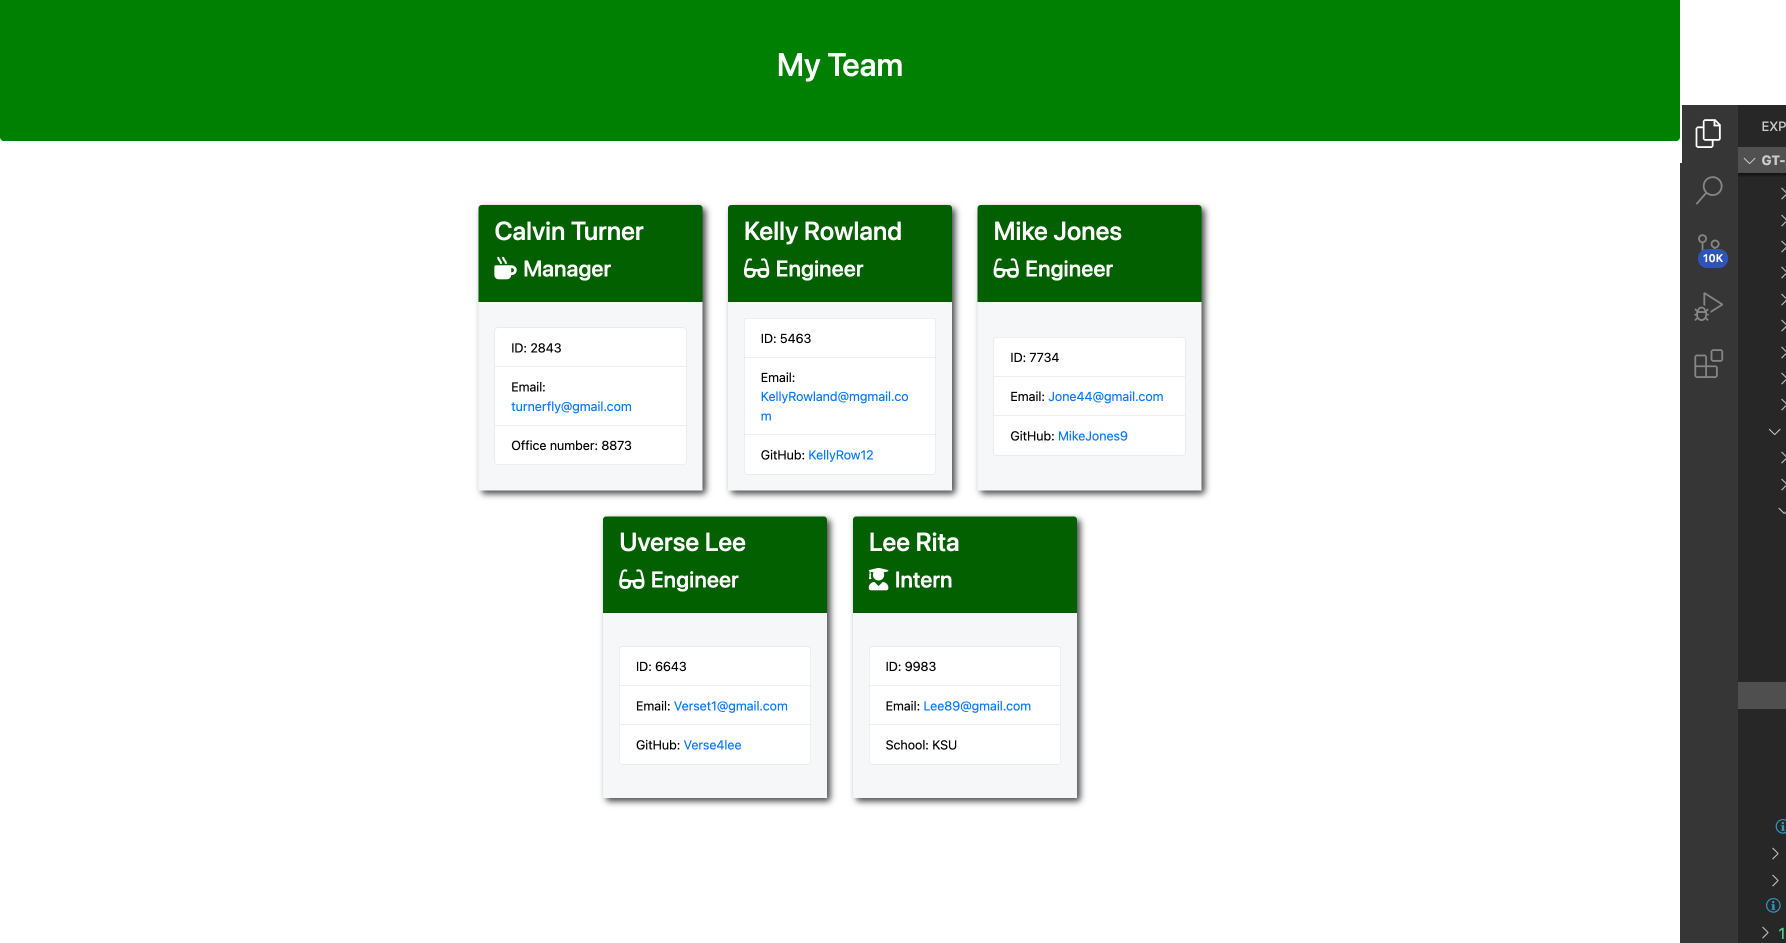 My Team
Calvin Turner
Manager
ID: 2843
Email:
turnerfly@gmail.com
Office number: 8873
Kelly Rowland
Engineer
ID: 5463
Email:
KellyRowland@mgmail.co
m
GitHub: KellyRow12
Mike Jones
Engineer
ID: 7734
Email: Jone44@gmail.com
GitHub: MikeJones9
Uverse Lee
Engineer
ID: 6643
Email: Verset1@gmail.com
GitHub: Verse4lee
Lee Rita
Intern
ID: 9983
Email: Lee89@gmail.com
School: KSU
EXP
GT-
10K
1